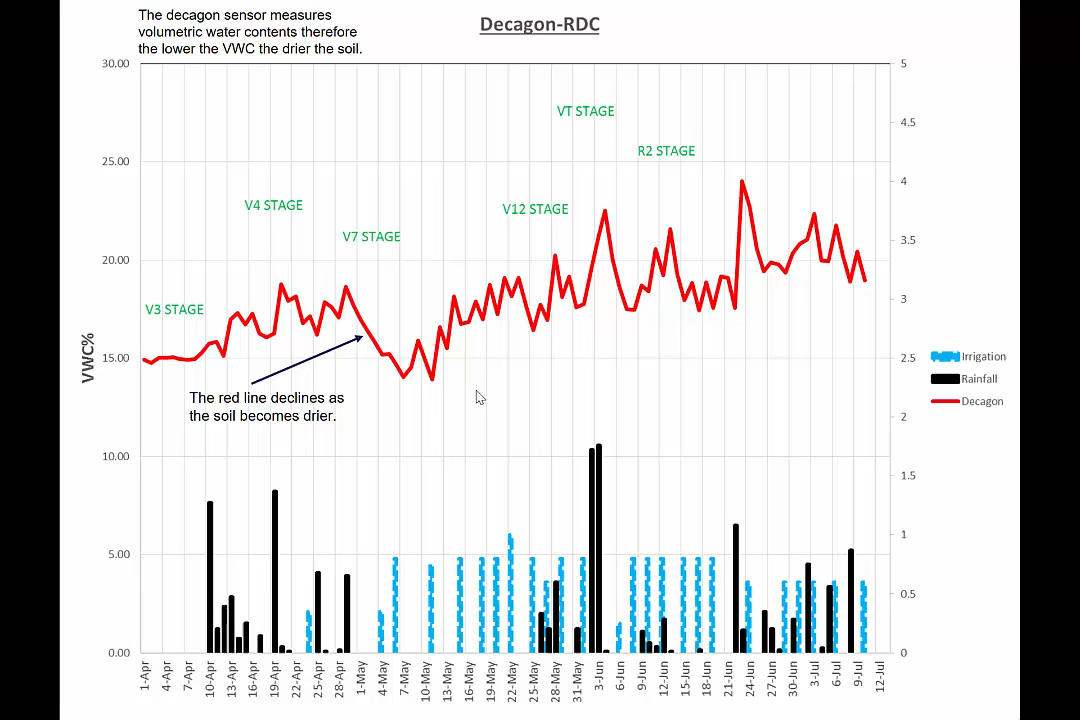 The decagon sensor measures
volumetric water contents therefore
the lower the VWC the drier the soil.
Decagon-RDC
30.00
25.00
20.00
15.00
10.00
5.00
0.00
VWC%
5
4.5
4
3.5
3
2.5
2
1.5
1
0.5
0
VT STAGE
R2 STAGE
V4 STAGE
V12 STAGE
V7 STAGE
V3 STAGE
The red line declines as
the soil becomes drier.
Irrigation
Rainfall
Decagon
1-Apr
4-Apr
7-Apr
10-Apr
13-Apr
16-Apr
19-Apr
22-Apr
25-Apr
28-Apr
1-May
4-May
7-May
10-May
13-May
16-May
19-May
22-May
25-May
28-May
31-May
3-Jun
6-Jun
9-Jun
12-Jun
15-Jun
18-Jun
21-Jun
24-Jun
27-Jun
30-Jun
3-Jul
6-Jul
9-Jul
12-Jul